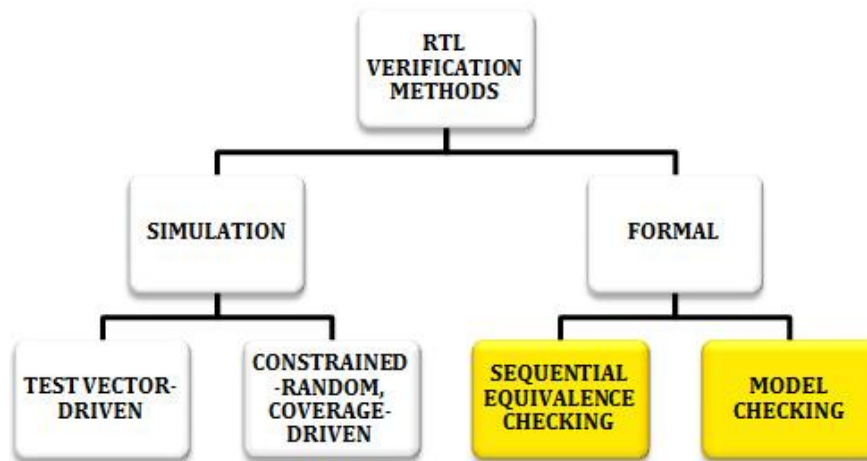 RTL
VERIFICATION
METHODS
SIMULATION
FORMAL
TEST VECTOR-
DRIVEN
CONSTRAINED
-RANDOM,
COVERAGE-
DRIVEN
SEQUENTIAL
EQUIVALENCE
CHECKING
MODEL
CHECKING